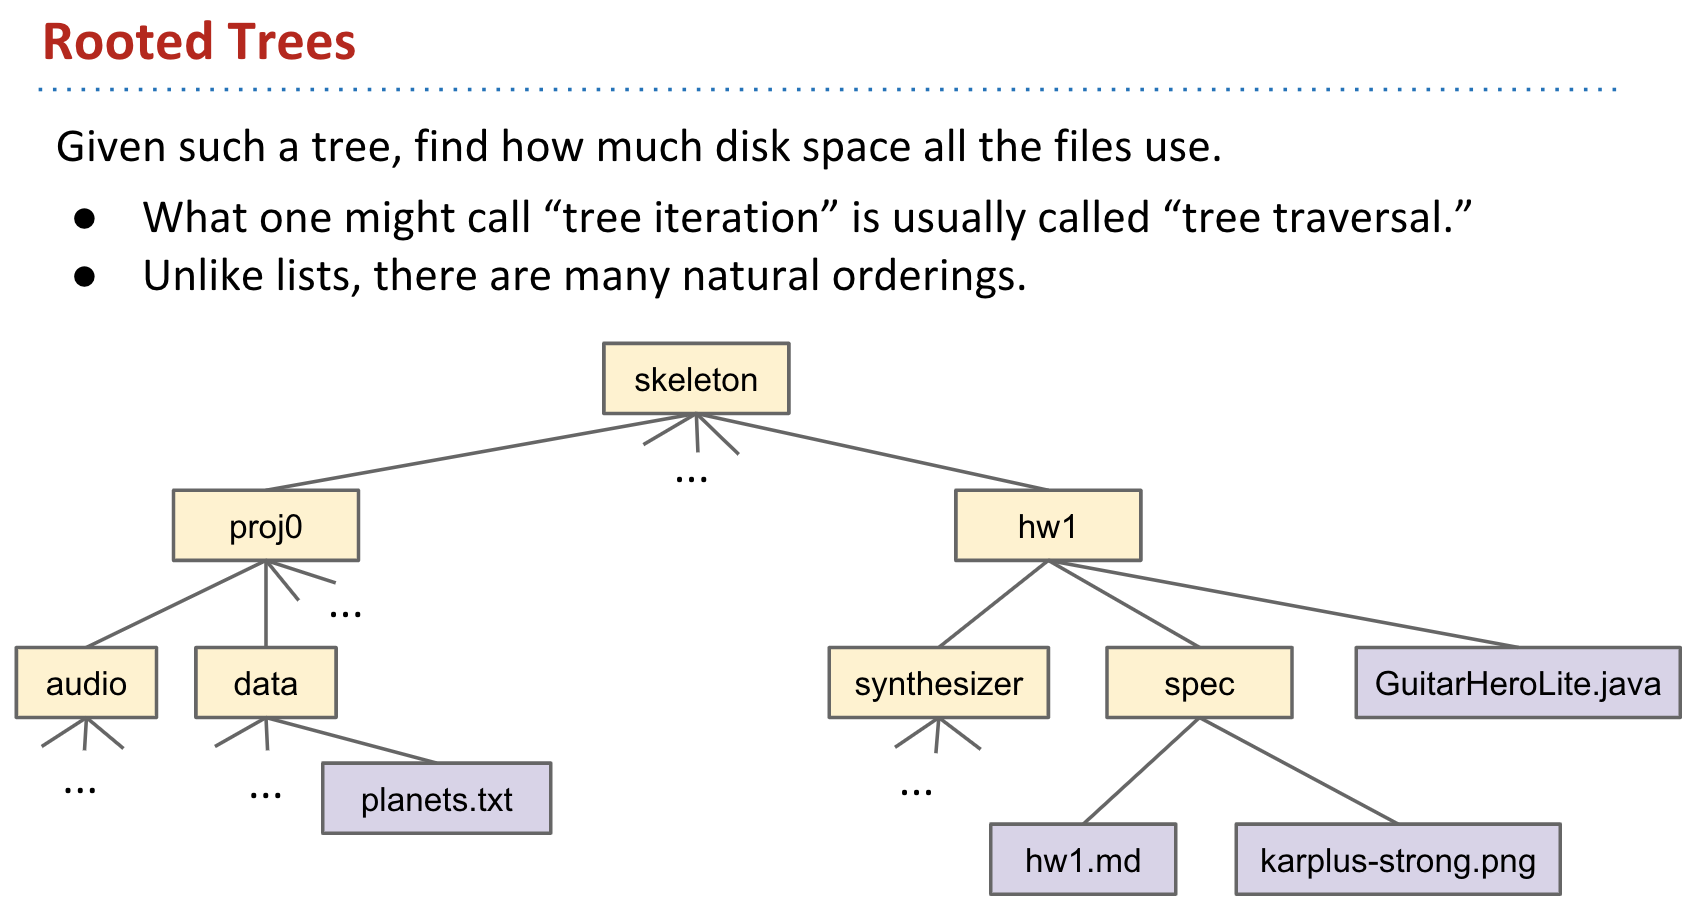 Rooted Trees
Given such a tree, find how much disk space all the files use.
● What one might call “tree iteration” is usually called “tree traversal.”
● Unlike lists, there are many natural orderings.
skeleton
...
proj0
hw1
...
audio
data
synthesizer
spec
GuitarHeroLite.java
...
...
planets.txt
...
hw1.md
karplus-strong.png